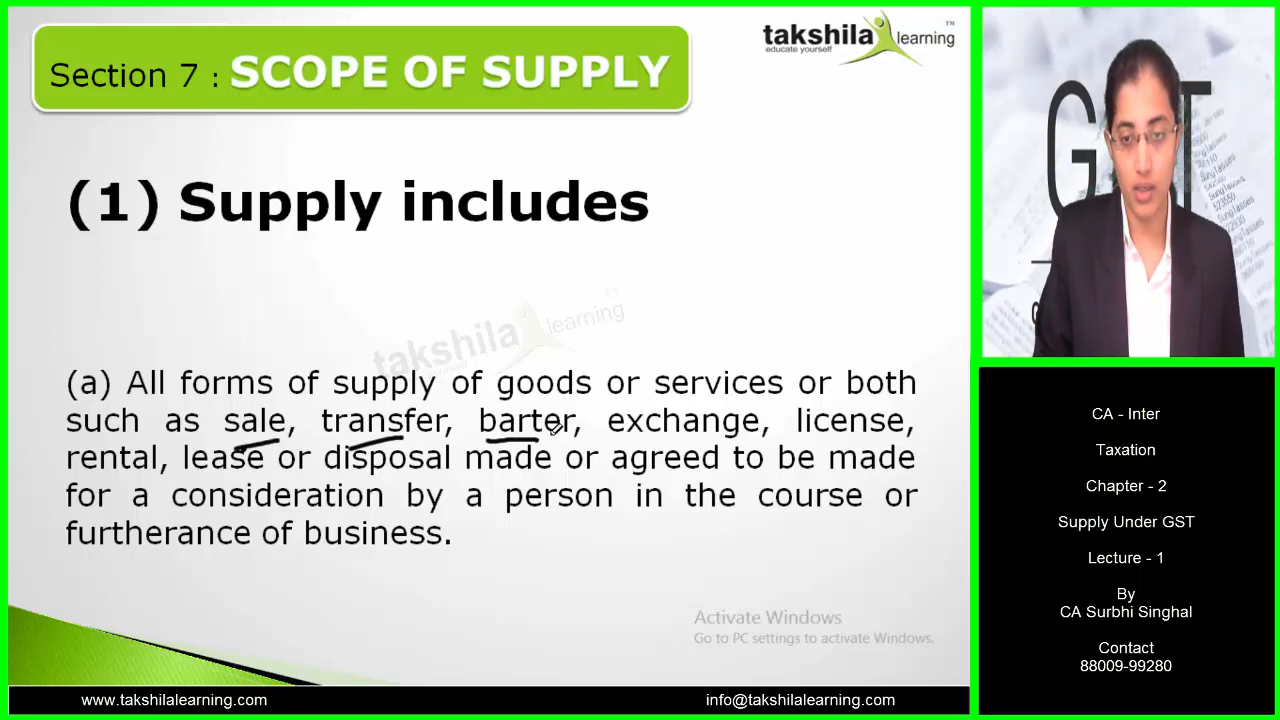 Section 7 : SCOPE OF SUPPLY
takshila learning™
educate yourself
(1) Supply includes
takshila learning
(a) All forms of supply of goods or services or both
such as sale, transfer, barter, exchange, license,
rental, lease or disposal made or agreed to be made
for a consideration by a person in the course or
furtherance of business.
Activate Windows
Go to PC settings to activate Windows.
www.takshilalearning.com
info@takshilalearning.com
CA - Inter
Taxation
Chapter - 2
Supply Under GST
Lecture - 1
By
CA Surbhi Singhal
Contact
88009-99280